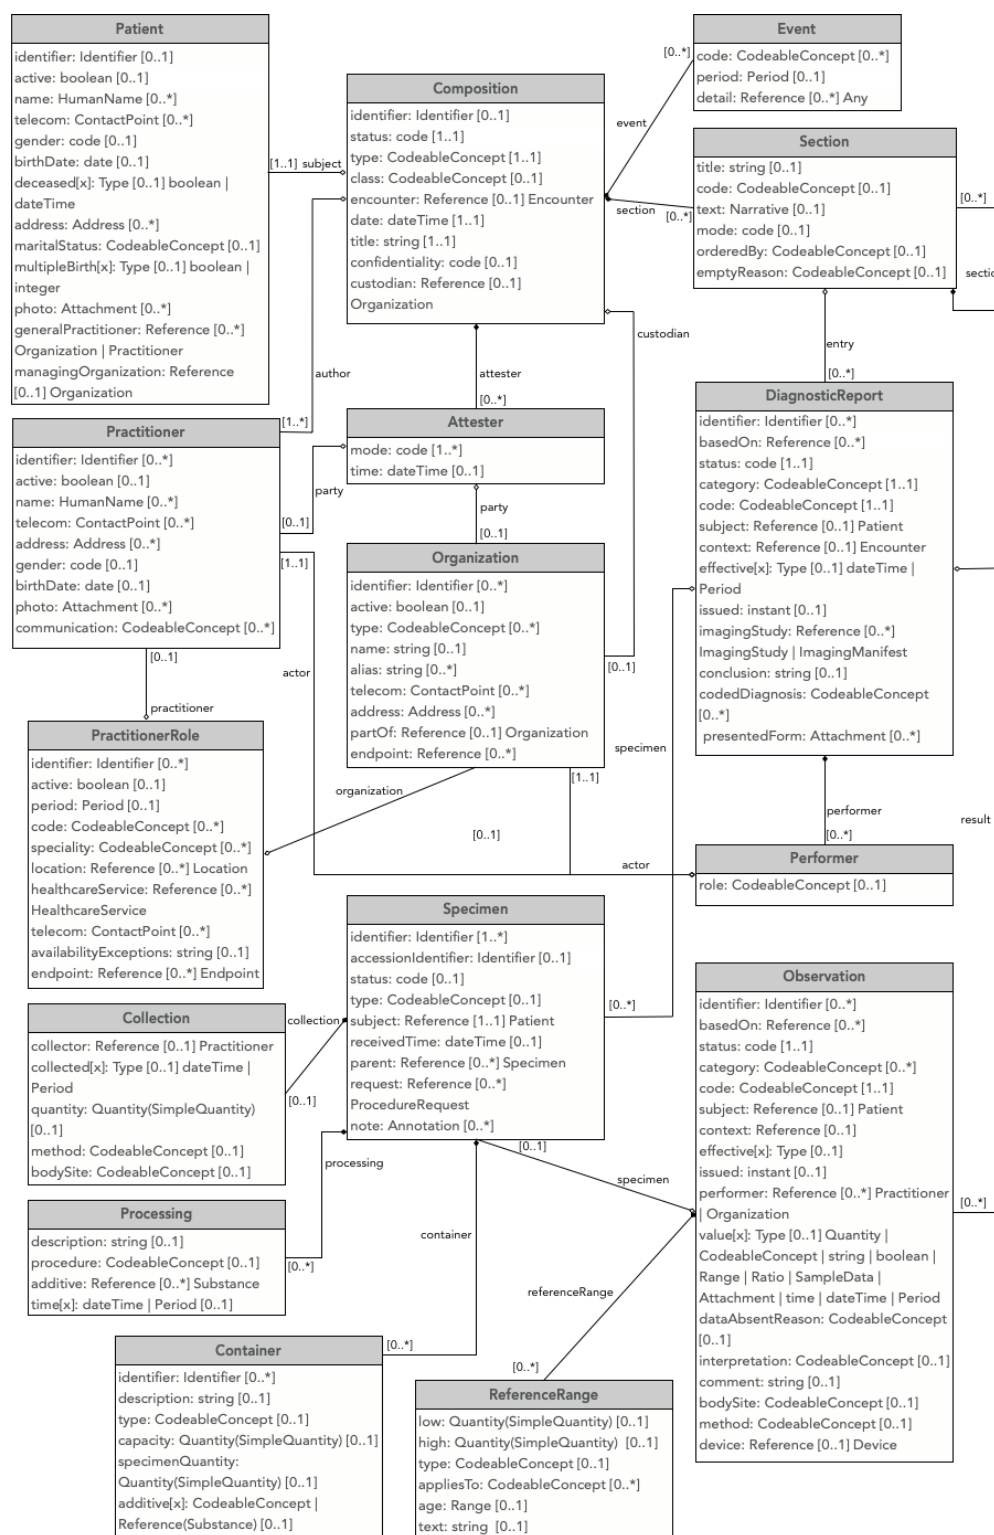 Patient
identifier: Identifier [0..1]
active: boolean [0..1]
name: HumanName [0..*]
telecom: ContactPoint [0..*]
gender: code [0..1]
birthDate: date [0..1]
deceased[x]: Type [0..1] boolean |
dateTime
address: Address [0..*]
maritalStatus: CodeableConcept [0..1]
multipleBirth[x]: Type [0..1] boolean |
integer
photo: Attachment [0..*]
generalPractitioner: Reference [0..*]
Organization | Practitioner
managingOrganization: Reference
[0..1] Organization
[1..1] subject
Composition
identifier: Identifier [0..1]
status: code [1..1]
type: CodeableConcept [1..1]
class: CodeableConcept [0..1]
encounter: Reference [0..1] Encounter
date: dateTime [1..1]
title: string [1..1]
confidentiality: code [0..1]
custodian: Reference [0..1]
Organization
Event
code: CodeableConcept [0..*]
period: Period [0..1]
detail: Reference [0..*] Any
[0..*]
event
Section
title: string [0..1]
code: CodeableConcept [0..1]
text: Narrative [0..1]
mode: code [0..1]
orderedBy: CodeableConcept [0..1]
emptyReason: CodeableConcept [0..1]
section
[0..*]
[0..*]
sectio
custodian
entry
[0..*]
author
[1..*]
attester
[0..*]
Practitioner
identifier: Identifier [0..*]
active: boolean [0..1]
name: HumanName [0..*]
telecom: ContactPoint [0..*]
address: Address [0..*]
gender: code [0..1]
birthDate: date [0..1]
photo: Attachment [0..*]
communication: CodeableConcept [0..*]
Attester
mode: code [1..*]
time: dateTime [0..1]
party
[0..1]
party
[0..1]
[1..1]
Organization
identifier: Identifier [0..*]
active: boolean [0..1]
type: CodeableConcept [0..*]
name: string [0..1]
alias: string [0..*]
telecom: ContactPoint [0..*]
address: Address [0..*]
partOf: Reference [0..1] Organization
endpoint: Reference [0..*]
[0..1]
DiagnosticReport
identifier: Identifier [0..*]
basedOn: Reference [0..*]
status: code [1..1]
category: CodeableConcept [1..1]
code: CodeableConcept [1..1]
subject: Reference [0..1] Patient
context: Reference [0..1] Encounter
effective[x]: Type [0..1] dateTime |
Period
issued: instant [0..1]
imagingStudy: Reference [0..*]
ImagingStudy | ImagingManifest
conclusion: string [0..1]
codedDiagnosis: CodeableConcept
[0..*]
presentedForm: Attachment [0..*]
[0..1]
actor
practitioner
PractitionerRole
identifier: Identifier [0..*]
active: boolean [0..1]
period: Period [0..1]
code: CodeableConcept [0..*]
speciality: CodeableConcept [0..*]
location: Reference [0..*] Location
healthcareService: Reference [0..*]
HealthcareService
telecom: ContactPoint [0..*]
availabilityExceptions: string [0..1]
endpoint: Reference [0..*] Endpoint
organization
[0..1]
[1..1]
specimen
actor
performer
[0..*]
result
Performer
role: CodeableConcept [0..1]
Specimen
identifier: Identifier [1..*]
accessionIdentifier: Identifier [0..1]
status: code [0..1]
type: CodeableConcept [0..1]
subject: Reference [1..1] Patient
receivedTime: dateTime [0..1]
parent: Reference [0..*] Specimen
request: Reference [0..*]
ProcedureRequest
note: Annotation [0..*]
[0..*]
Collection
collector: Reference [0..1] Practitioner
collected[x]: Type [0..1] dateTime |
Period
quantity: Quantity(SimpleQuantity)
[0..1]
method: CodeableConcept [0..1]
bodySite: CodeableConcept [0..1]
collection
[0..1]
processing
Processing
description: string [0..1]
procedure: CodeableConcept [0..1]
additive: Reference [0..*] Substance
time[x]: dateTime | Period [0..1]
[0..*]
[0..1]
specimen
container
referenceRange
Observation
identifier: Identifier [0..*]
basedOn: Reference [0..*]
status: code [1..1]
category: CodeableConcept [0..*]
code: CodeableConcept [1..1]
subject: Reference [0..1] Patient
context: Reference [0..1]
effective[x]: Type [0..1]
issued: instant [0..1]
performer: Reference [0..*] Practitioner
| Organization
value[x]: Type [0..1] Quantity |
CodeableConcept | string | boolean |
Range | Ratio | SampleData |
Attachment | time | dateTime | Period
dataAbsentReason: CodeableConcept
[0..1]
interpretation: CodeableConcept [0..1]
comment: string [0..1]
bodySite: CodeableConcept [0..1]
method: CodeableConcept [0..1]
device: Reference [0..1] Device
[0..*]
Container
identifier: Identifier [0..*]
description: string [0..1]
type: CodeableConcept [0..1]
capacity: Quantity(SimpleQuantity) [0..1]
specimenQuantity:
Quantity(SimpleQuantity) [0..1]
additive[x]: CodeableConcept |
Reference(Substance) [0..1]
[0..*]
[0..*]
ReferenceRange
low: Quantity(SimpleQuantity) [0..1]
high: Quantity(SimpleQuantity) [0..1]
type: CodeableConcept [0..1]
appliesTo: CodeableConcept [0..*]
age: Range [0..1]
text: string [0..1]